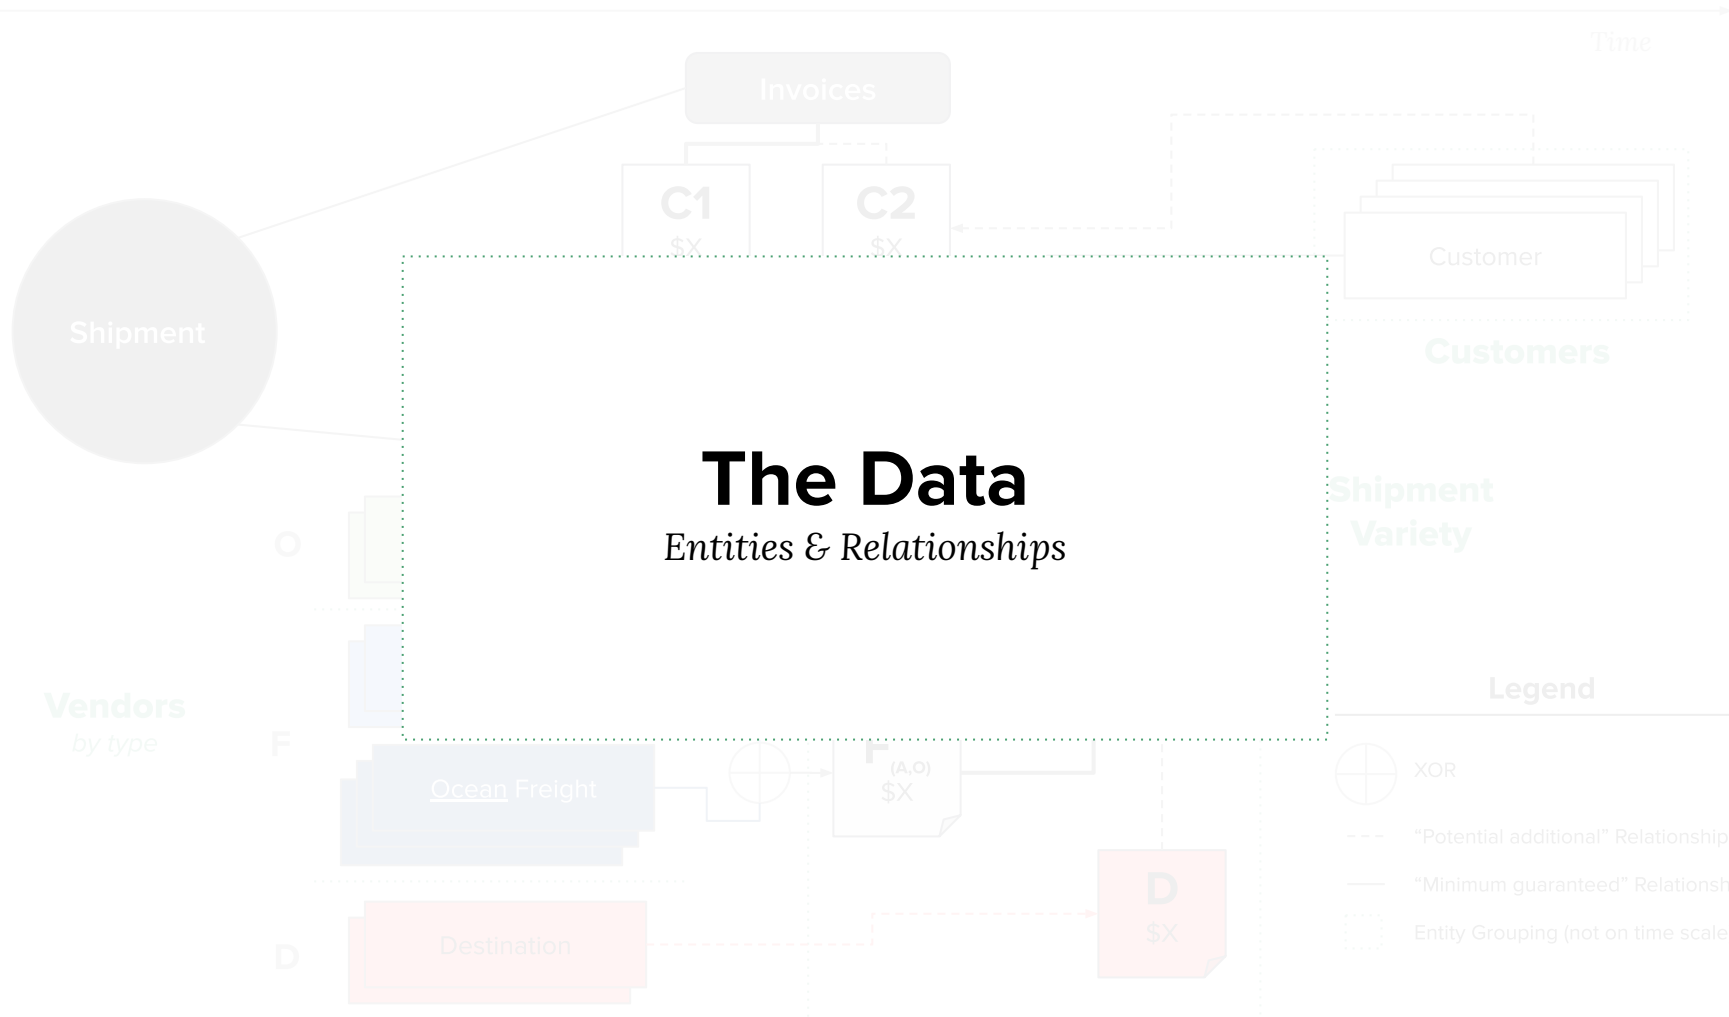 Time
Invoices
C1
$X
C2
$X
Customer
Customers
Shipment
The Data
Entities & Relationships
Shipment
Variety
O
Vendors
by type
F
Ocean Freight
F(A,O)
$X
D
$X
Destination
D
Legend
XOR
“Potential additional” Relationship
“Minimum guaranteed”
Entity Grouping (not on time scale